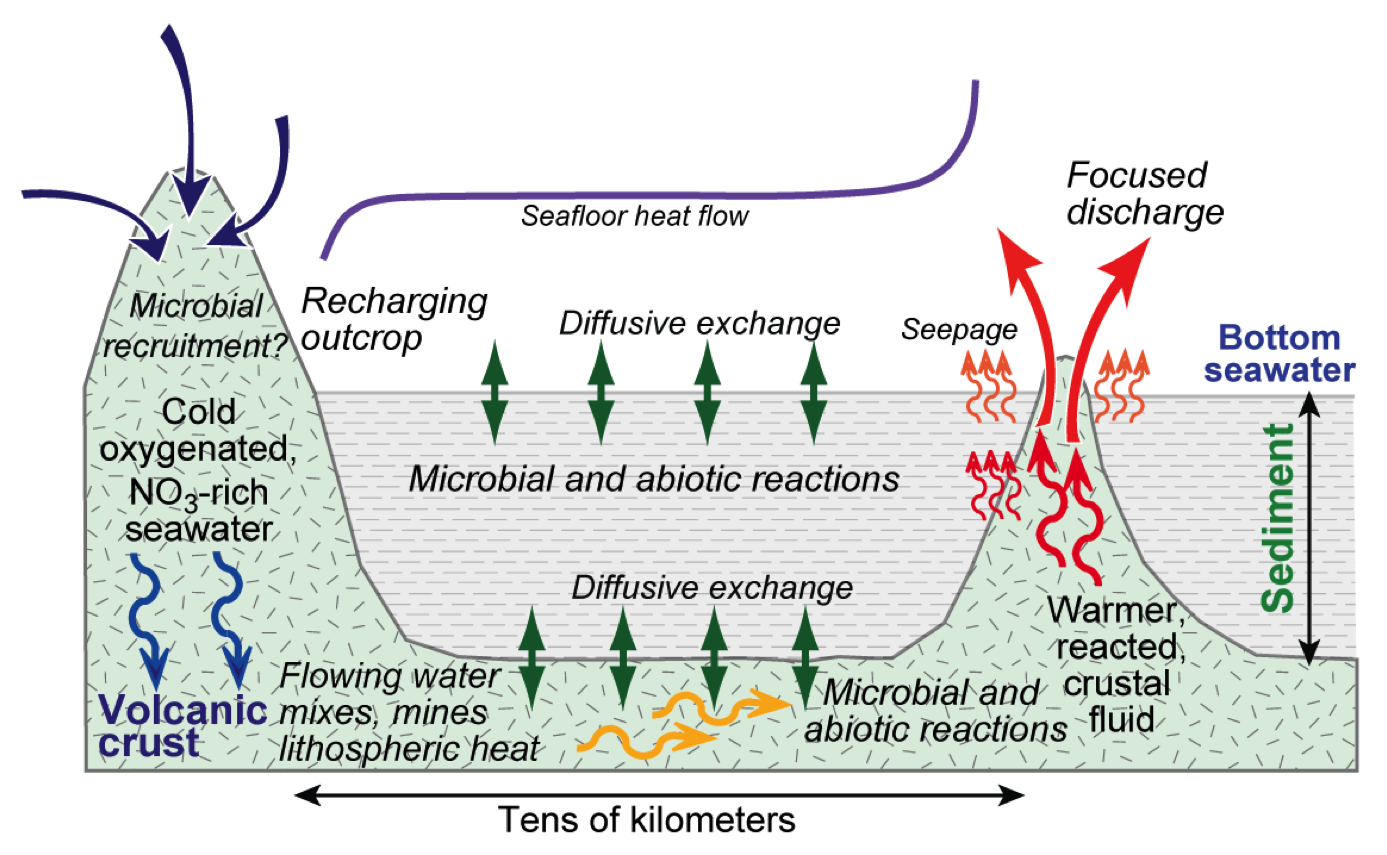 Seafloor heat flow
Focused
discharge
Recharging
outcrop
Microbial
recruitment?
Diffusive exchange
Seepage
Bottom
seawater
Cold
oxygenated,
NO₃-rich
seawater
Microbial and abiotic reactions
Sediment
Diffusive exchange
Warmer,
reacted,
crustal
fluid
Volcanic
crust
Flowing water
mixes, mines
lithospheric heat
Microbial and
abiotic reactions
Tens of kilometers